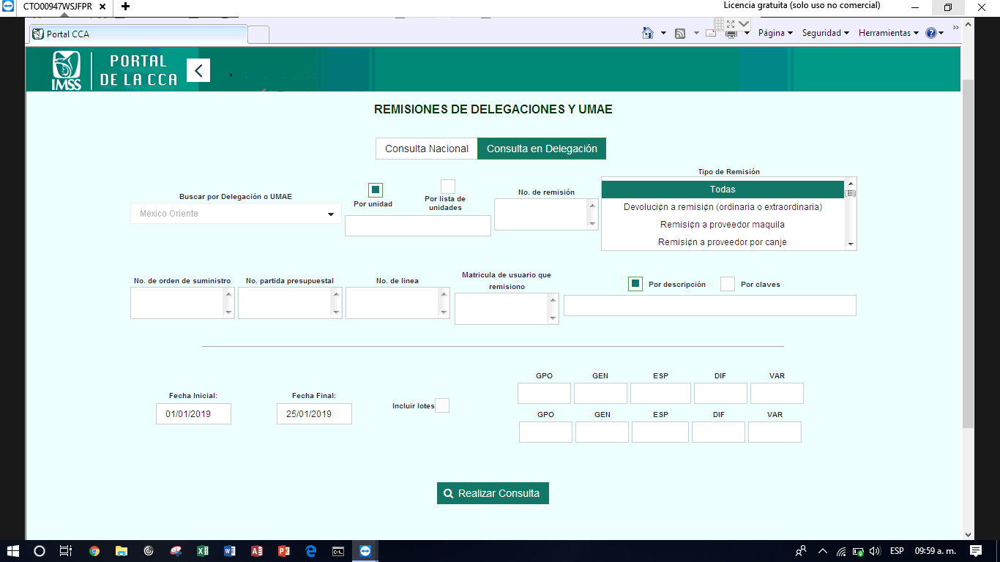 CTO00947WSJFPR
Licencia gratuita (solo uso no comercial)
Portal CCA
Página
Seguridad
Herramientas
IMSS
PORTAL
DE LA CCA
REMISIONES DE DELEGACIONES Y UMAE
Consulta Nacional
Consulta en Delegación
Buscar por Delegación o UMAE
Mexico Oriente
Por unidad
Por lista de
unidades
No. de remisión
Tipo de Remisión
Todas
Devolución a remisi¢n (ordinaria o extraordinaria)
Remisi¢n a proveedor maquila
Remisi¢n a proveedor por canje
No. de orden de suministro
No. partida presupuestal
No. de linea
Matricula de usuario que
remisiono
Por descripción
Por claves
Fecha Inicial:
01/01/2019
Fecha Final:
25/01/2019
Incluir lotes
GPO GEN ESP DIF VAR
GPO GEN ESP DIF VAR
Realizar Consulta
ESP
09:59 a. m.